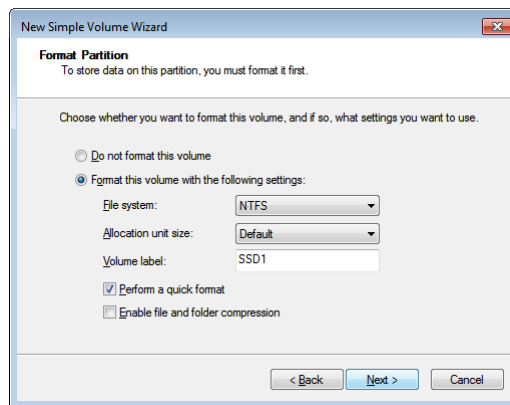 New Simple Volume Wizard
Format Partition
To store data on this partition, you must format it first.
Choose whether you want to format this volume, and if so, what settings you want to use.
Do not format this volume
Format this volume with the following settings:
File system: NTFS
Allocation unit size: Default
Volume label: SSD1
Perform a quick format
Enable file and folder compression
< Back Next > Cancel